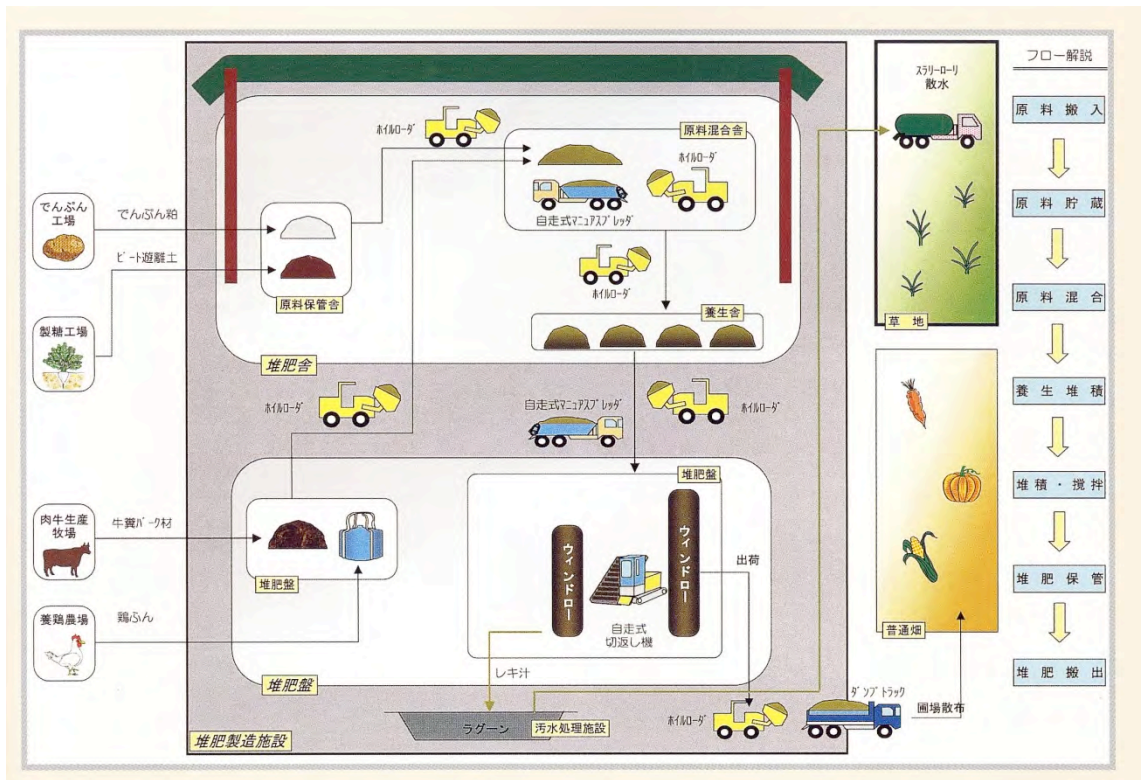 でんぷん
工場
でんぷん粕
製糖工場
ビート遊離土
肉牛生産
牧場
牛糞バーク材
養鶏農場
鶏ふん
ホイルローダ
原料混合舎
ホイルローダ
自走式マニュアスプレッダ
原料保管舎
ホイルローダ
養生舎
堆肥舎
ホイルローダ
自走式マニュアスプレッダ
ホイルローダ
堆肥盤
堆肥盤
ウィンドロー
ウィンドロー
自走式
切返し機
出荷
堆肥盤
レキ汁
ラグーン
汚水処理施設
ホイルローダ
ダンプトラック
圃場散布
堆肥製造施設
スラリーローリ
散水
草地
普通畑
フロー解説
原料搬入
原料貯蔵
原料混合
養生堆積
堆積・撹拌
堆肥保管
堆肥搬出